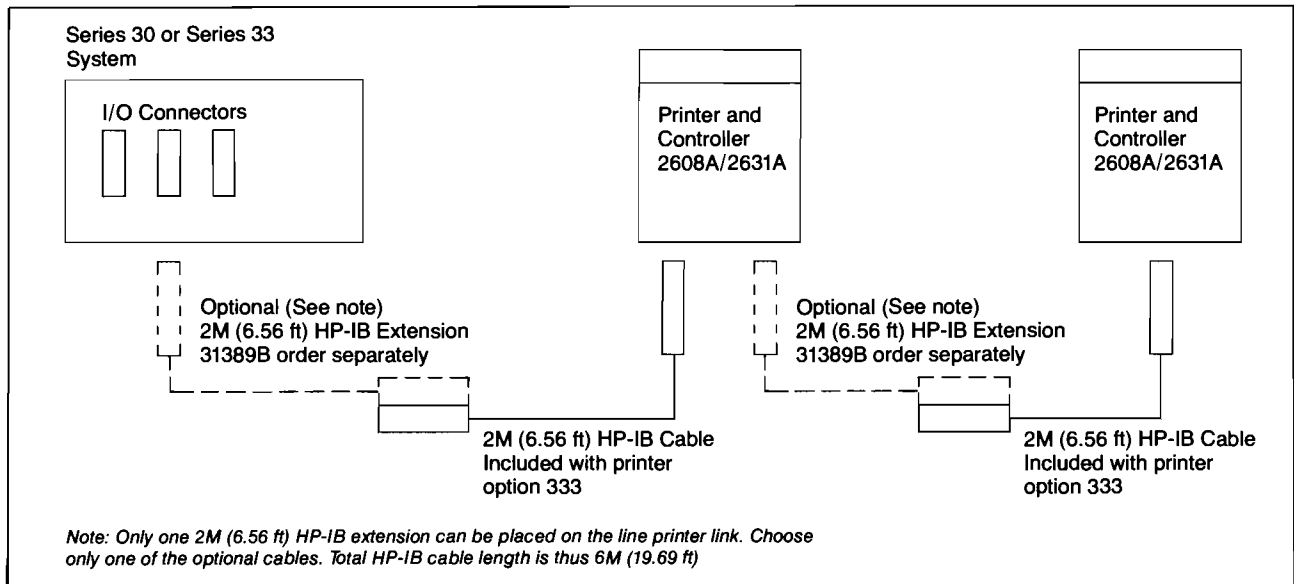 Series 30 or Series 33
System
I/O Connectors
Printer and
Controller
2608A/2631A
Printer and
Controller
2608A/2631A
Optional (See note)
2M (6.56 ft) HP-IB Extension
31389B order separately
Optional (See note)
2M (6.56 ft) HP-IB Extension
31389B order separately
2M (6.56 ft) HP-IB Cable
Included with printer
option 333
2M (6.56 ft) HP-IB Cable
Included with printer
option 333
Note: Only one 2M (6.56 ft) HP-IB extension can be placed on the line printer link. Choose
only one of the optional cables. Total HP-IB cable length is thus 6M (19.69 ft)